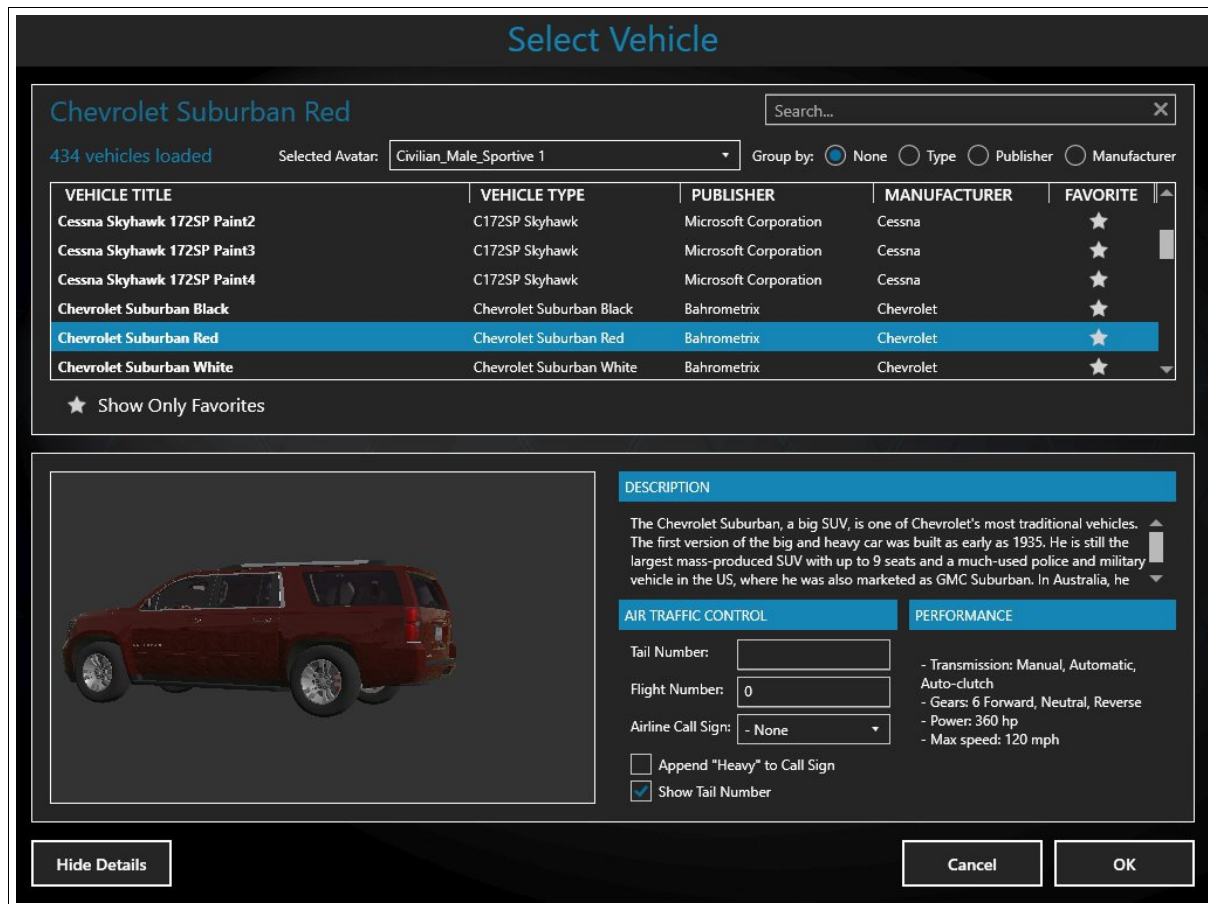 Select Vehicle
Chevrolet Suburban Red
Search...
434 vehicles loaded
Selected Avatar: Civilian_Male_Sportive 1
Group by: None Type Publisher Manufacturer
VEHICLE TITLE VEHICLE TYPE PUBLISHER MANUFACTURER FAVORITE
Cessna Skyhawk 172SP Paint2 C172SP Skyhawk Microsoft Corporation Cessna
Cessna Skyhawk 172SP Paint3 C172SP Skyhawk Microsoft Corporation Cessna
Cessna Skyhawk 172SP Paint4 C172SP Skyhawk Microsoft Corporation Cessna
Chevrolet Suburban Black Chevrolet Suburban Black Bahrometrix Chevrolet
Chevrolet Suburban Red Chevrolet Suburban Red Bahrometrix Chevrolet
Chevrolet Suburban White Chevrolet Suburban White Bahrometrix Chevrolet
Show Only Favorites
DESCRIPTION
The Chevrolet Suburban, a big SUV, is one of Chevrolet's most traditional vehicles.
The first version of the big and heavy car was built as early as 1935. He is still the
largest mass-produced SUV with up to 9 seats and a much-used police and military
vehicle in the US, where he was also marketed as GMC Suburban. In Australia, he
AIR TRAFFIC CONTROL
Tail Number:
Flight Number: 0
Airline Call Sign: - None
Append "Heavy" to Call Sign
Show Tail Number
PERFORMANCE
- Transmission: Manual, Automatic,
Auto-clutch
- Gears: 6 Forward, Neutral, Reverse
- Power: 360 hp
- Max speed: 120 mph
Hide Details
Cancel
OK